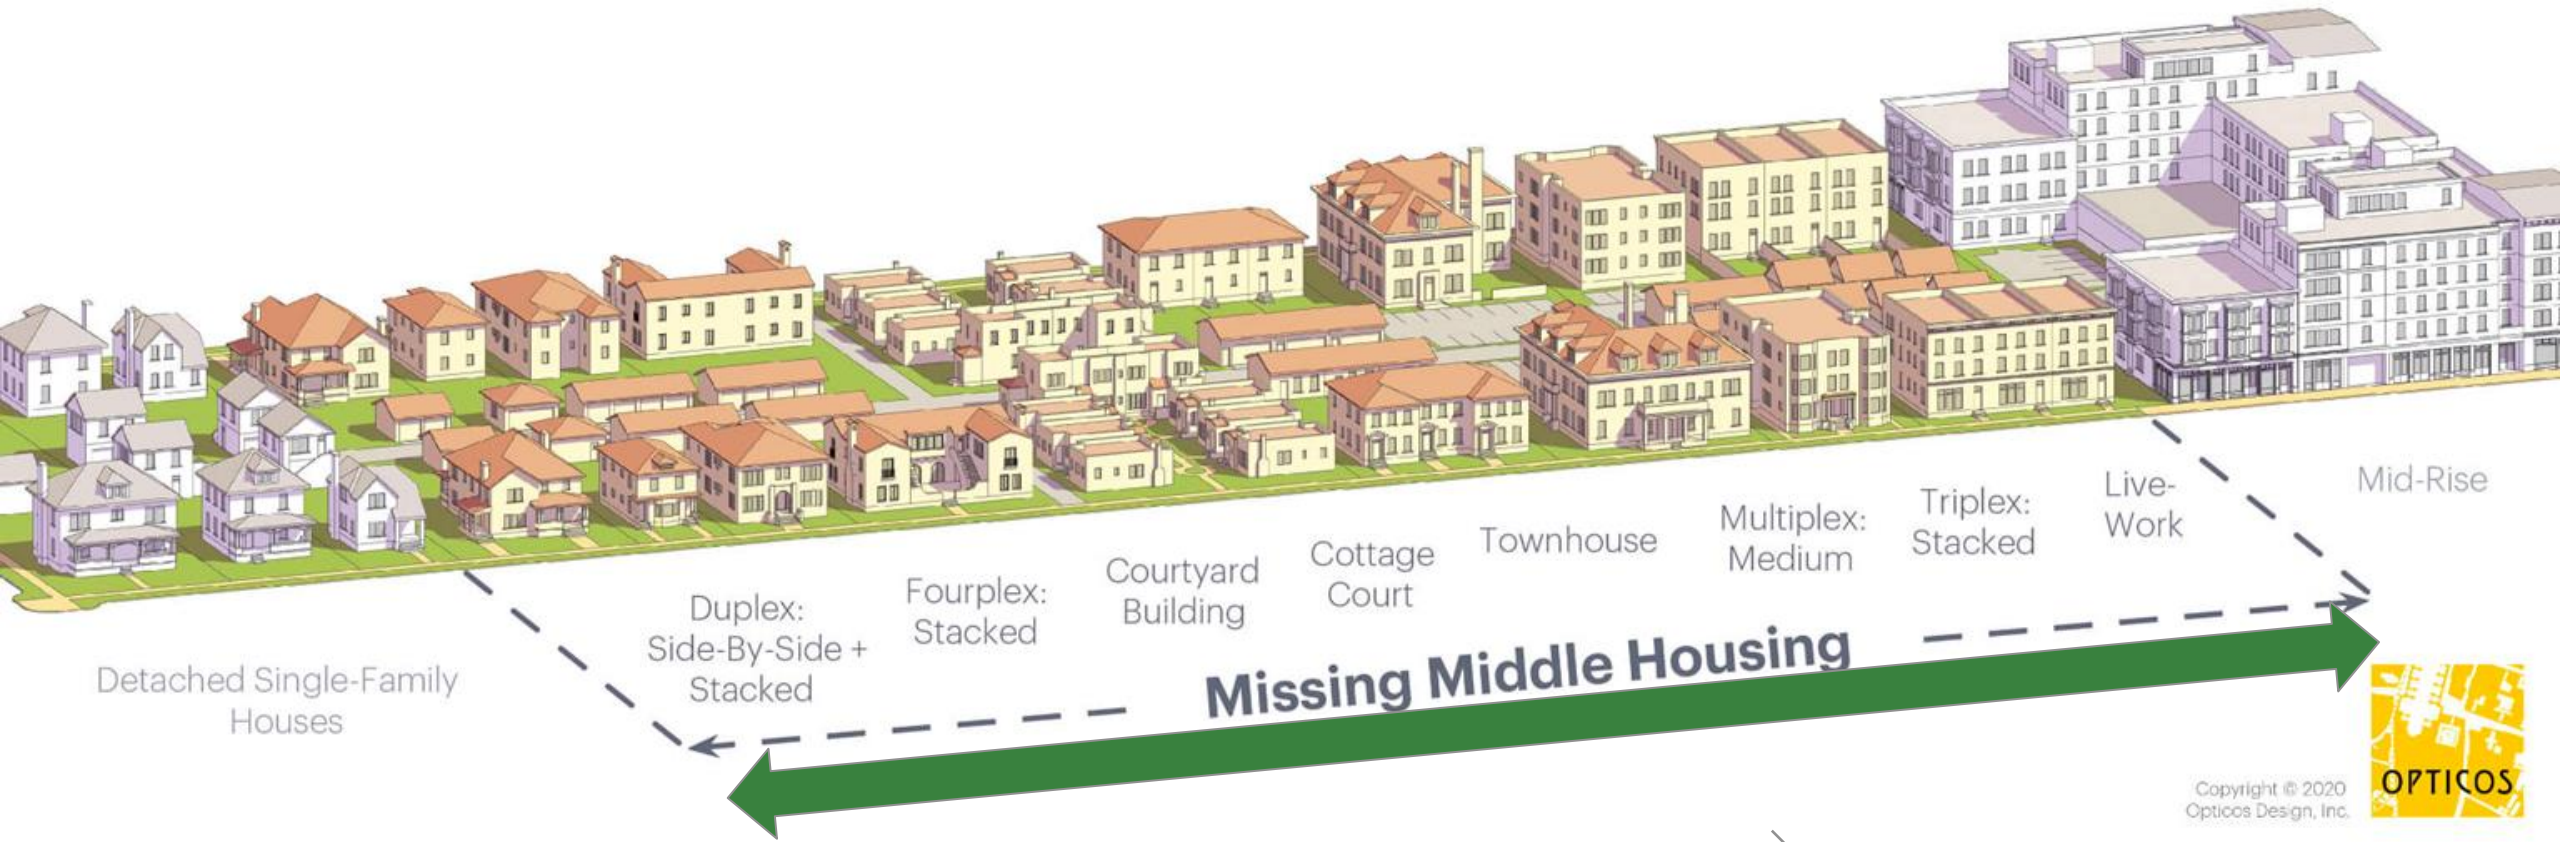 Detached Single-Family
Houses
Duplex:
Side-By-Side +
Stacked
Fourplex:
Stacked
Courtyard
Building
Cottage
Court
Townhouse
Multiplex:
Medium
Triplex:
Stacked
Live-
Work
Mid-Rise
Missing Middle Housing
Copyright © 2020
Opticos Design, Inc.
OPTICOS